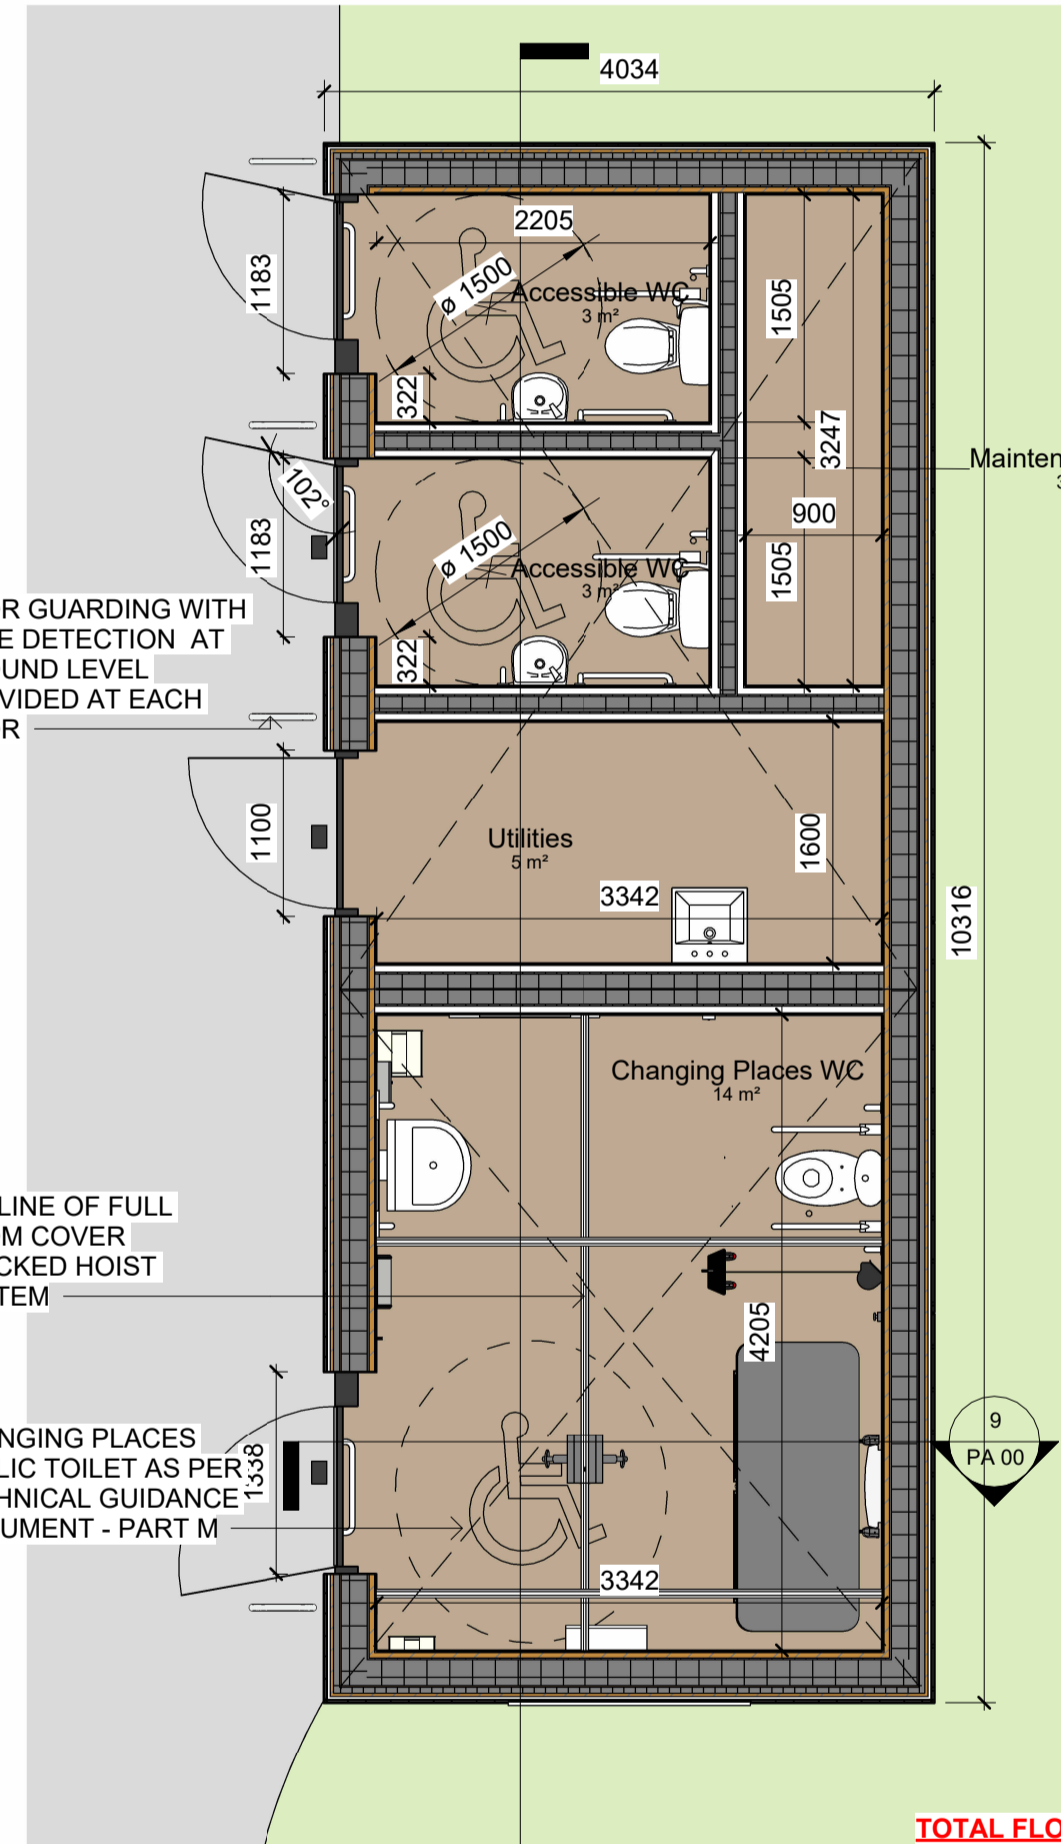 4034
2205
ø 1500
Accessible WC
3 m²
1183
322
1505
3247
Mainten
3
900
102°
ø 1500
Accessible WC
3 m²
1183
322
1505
R GUARDING WITH
E DETECTION AT
UND LEVEL
VIDED AT EACH
R
1100
Utilities
5 m²
1600
3342
10316
Changing Places WC
14 m²
LINE OF FULL
M COVER
CKED HOIST
TEM
4205
NGING PLACES
LIC TOILET AS PER
HNICAL GUIDANCE
UMENT - PART M
1338
9
PA 00
3342
TOTAL FLO